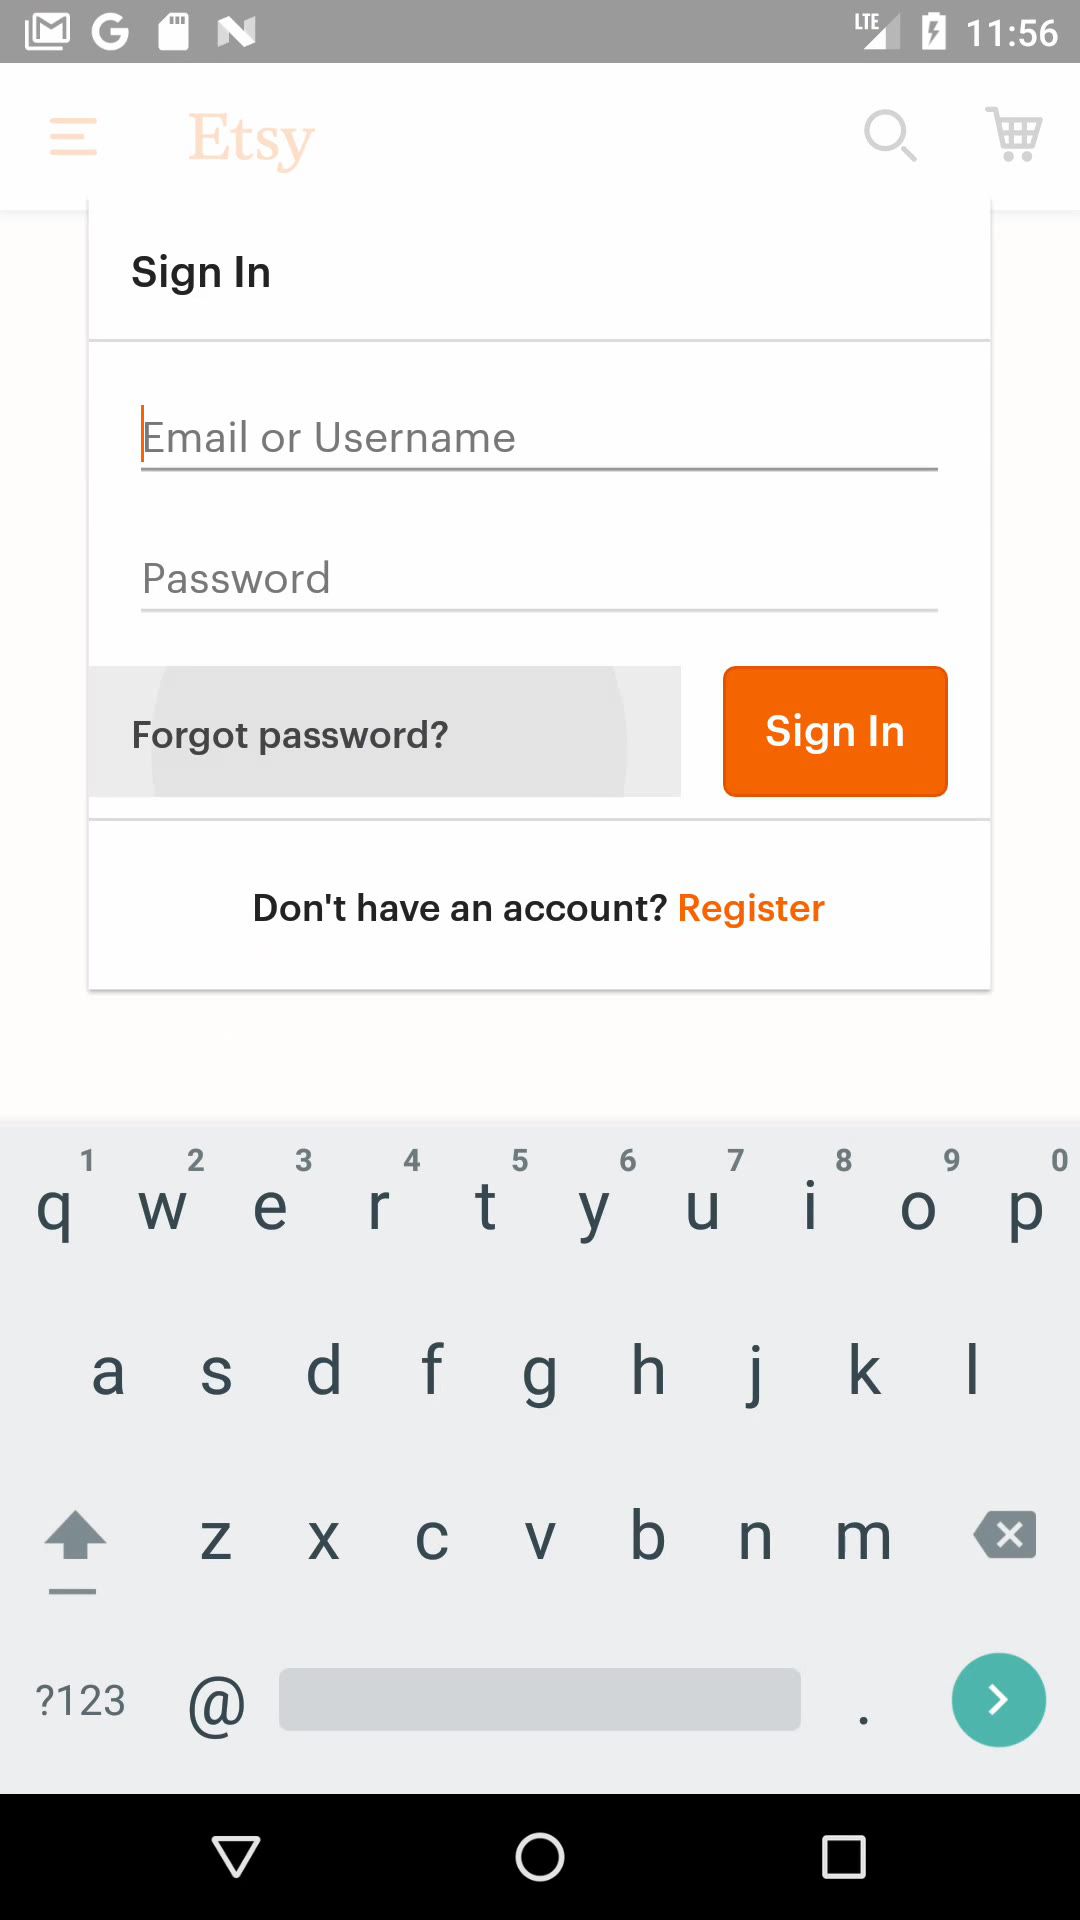 LTE 11:56
Etsy
Sign In
Email or Username
Password
Forgot password? Sign In
Don't have an account? Register
1 2 3 4 5 6 7 8 9 0
q w e r t y u i o p
a s d f g h j k l
z x c v b n m
?123 @ .